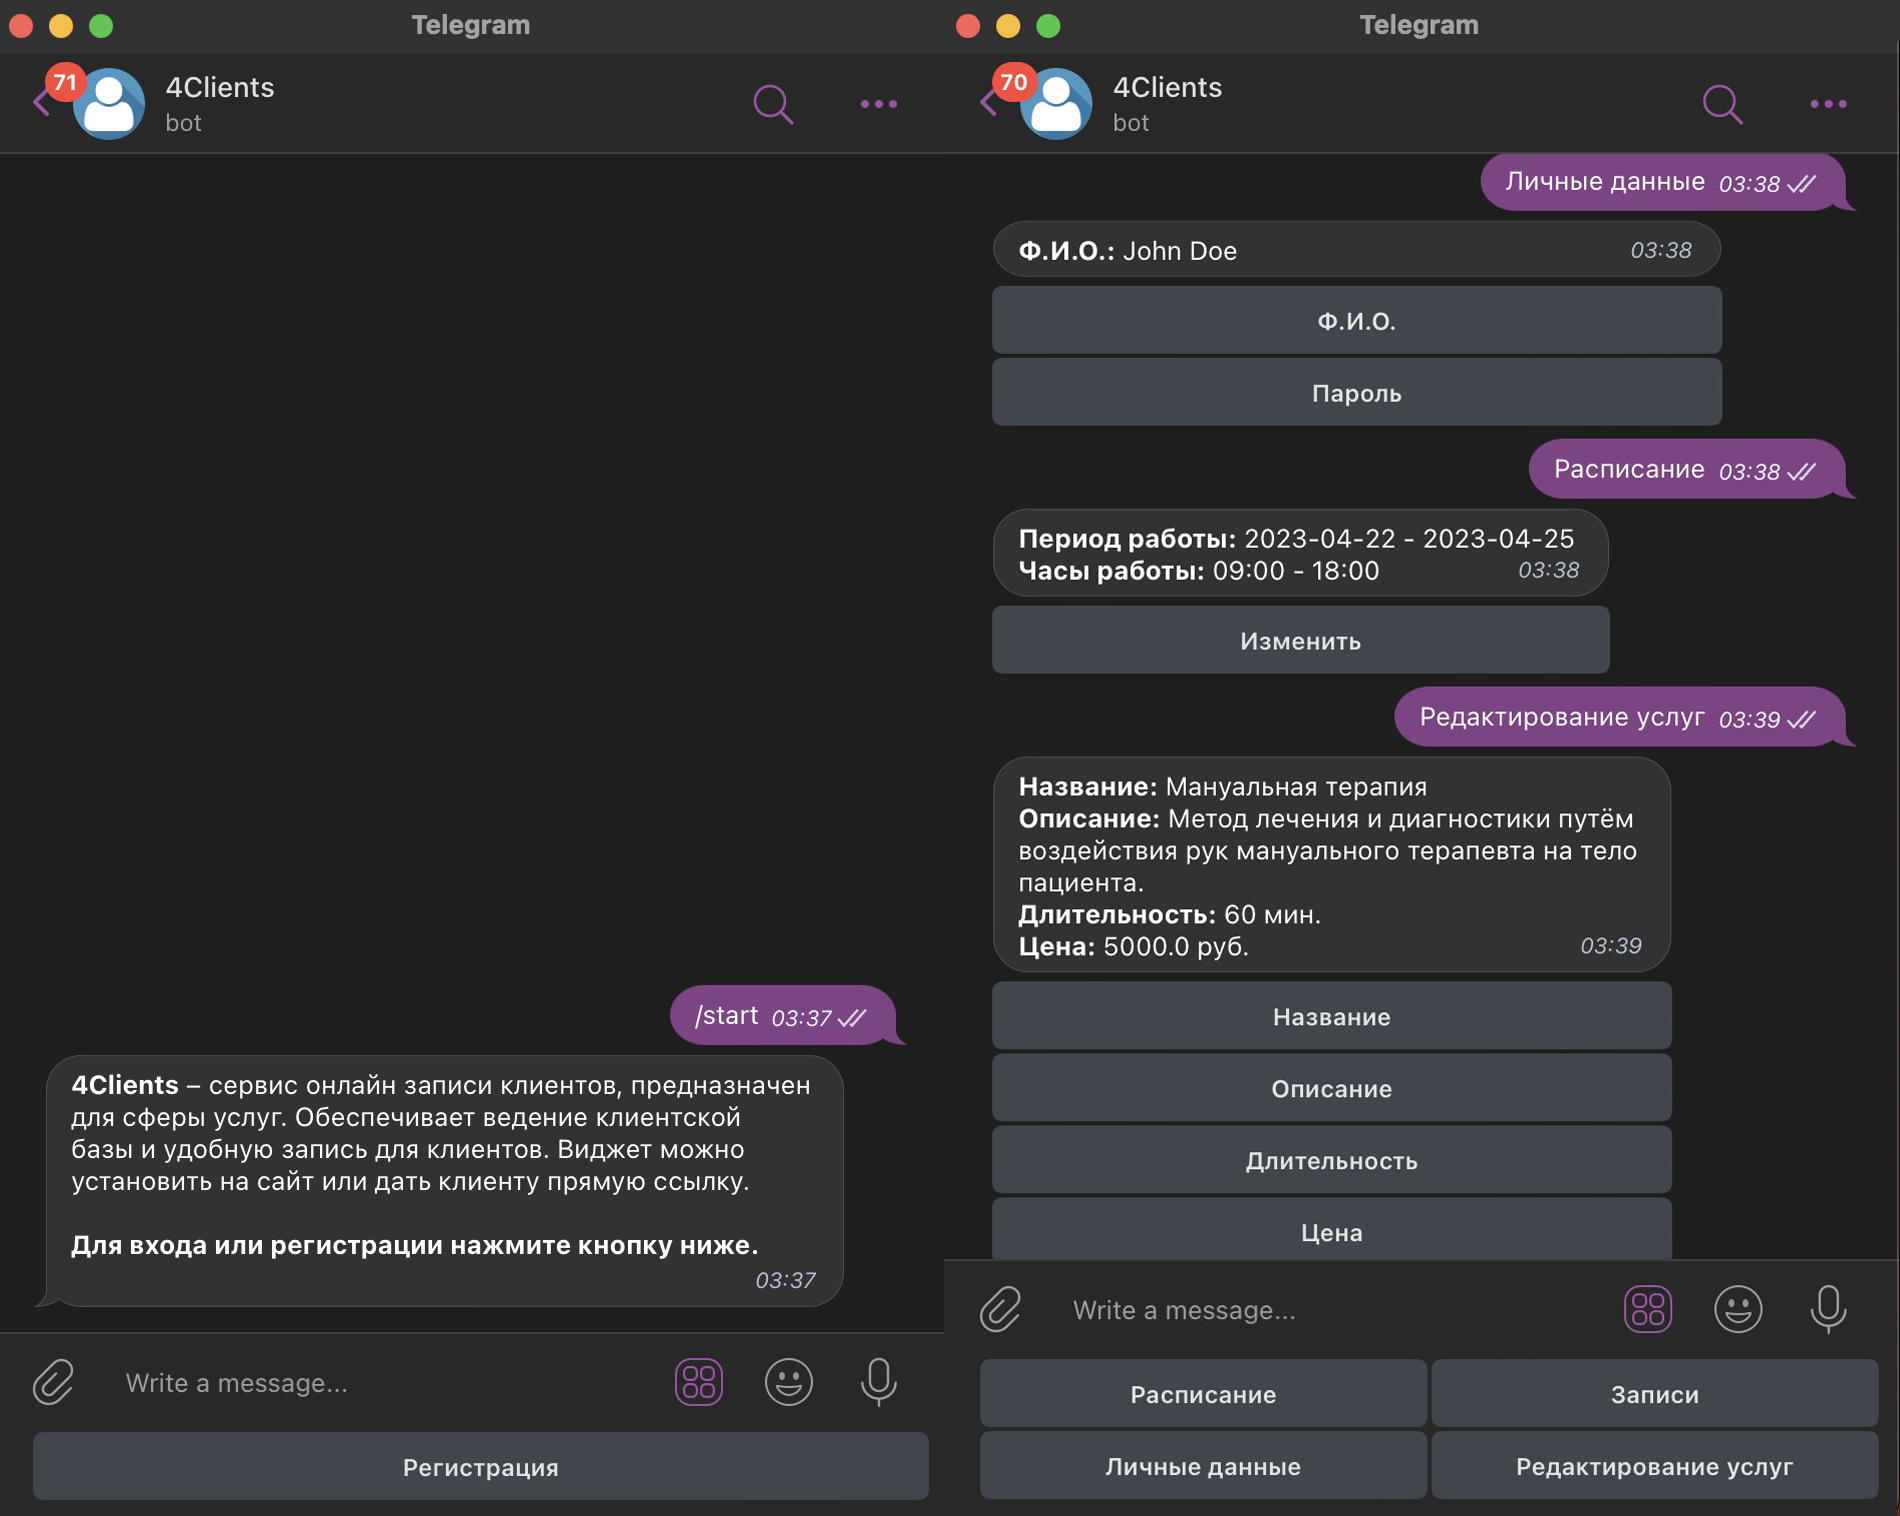 Telegram
71
4Clients
bot
/start 03:37
4Clients – сервис онлайн записи клиентов, предназначен
для сферы услуг. Обеспечивает ведение клиентской
базы и удобную запись для клиентов. Виджет можно
установить на сайт или дать клиенту прямую ссылку.
Для входа или регистрации нажмите кнопку ниже.
03:37
Write a message...
Регистрация
Telegram
70
4Clients
bot
Личные данные 03:38
Ф.И.О.: John Doe 03:38
Ф.И.О.
Пароль
Расписание 03:38
Период работы: 2023-04-22 - 2023-04-25
Часы работы: 09:00 - 18:00 03:38
Изменить
Редактирование услуг 03:39
Название: Мануальная терапия
Описание: Метод лечения и диагностики путём
воздействия рук мануального терапевта на тело
пациента.
Длительность: 60 мин.
Цена: 5000.0 руб. 03:39
Название
Описание
Длительность
Цена
Write a message...
Расписание Записи
Личные данные Редактирование услуг